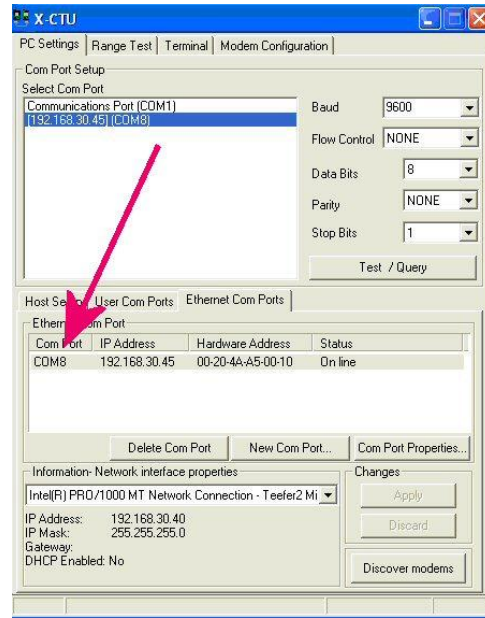 X-CTU
PC Settings Range Test Terminal Modem Configuration
Com Port Setup
Select Com Port
Communications Port (COM1)
[192.168.30.45] (COM8)
Baud 9600
Flow Control NONE
Data Bits 8
Parity NONE
Stop Bits 1
Test / Query
Host Se User Com Ports Ethernet Com Ports
Ethern om Port
Com Port IP Address Hardware Address Status
COM8 192.168.30.45 00-20-4A-A5-00-10 On line
Delete Com Port New Com Port... Com Port Properties...
Information- Network interface properties
Intel(R) PRO/1000 MT Network Connection - Teefer2 Mi
IP Address: 192.168.30.40
IP Mask: 255.255.255.0
Gateway:
DHCP Enabled: No
Changes
Apply
Discard
Discover modems